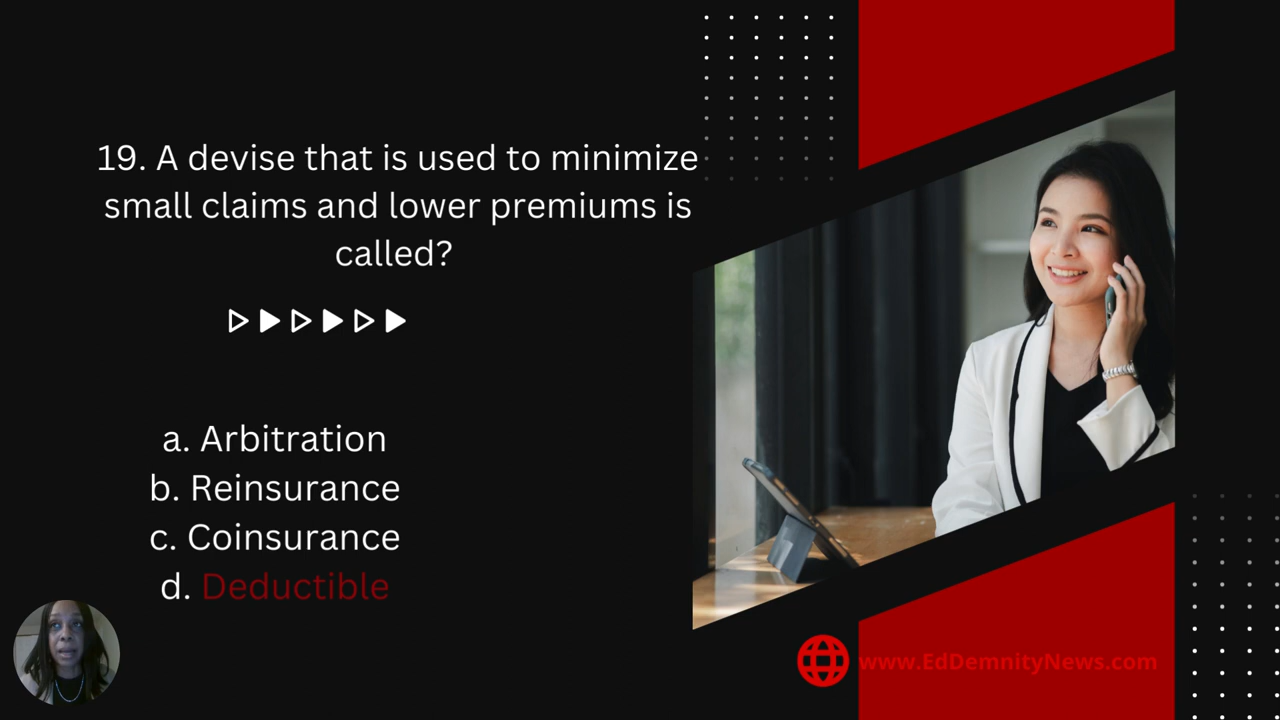 19. A devise that is used to minimize
small claims and lower premiums is
called?
a. Arbitration
b. Reinsurance
c. Coinsurance
d. Deductible
www.EdDemnityNews.com